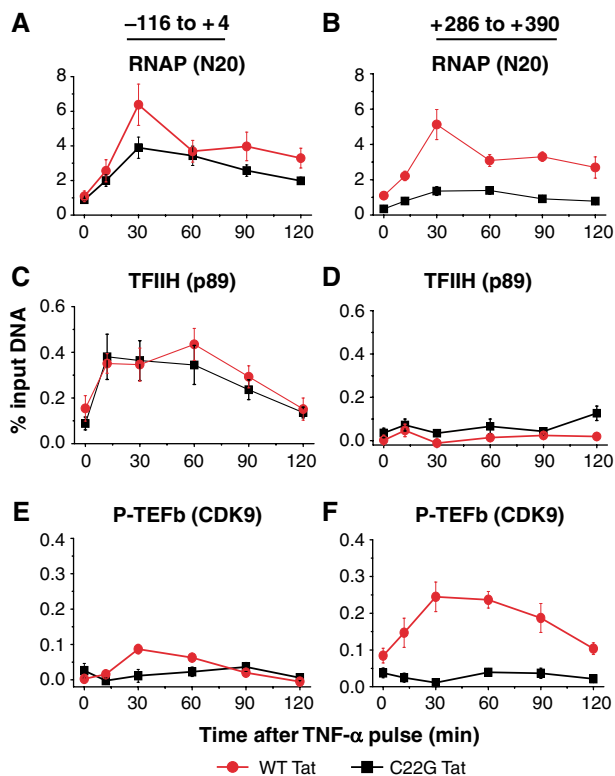 A
−116 to +4
RNAP (N20)
8
6
4
2
0
0 30 60 90 120
B
+286 to +390
RNAP (N20)
8
6
4
2
0
0 30 60 90 120
C
TFIIH (p89)
0.6
0.4
0.2
0.0
0 30 60 90 120
D
TFIIH (p89)
0.6
0.4
0.2
0.0
0 30 60 90 120
% input DNA
E
P-TEFb (CDK9)
0.4
0.3
0.2
0.1
0.0
0 30 60 90 120
F
P-TEFb (CDK9)
0.4
0.3
0.2
0.1
0.0
0 30 60 90 120
Time after TNF-α pulse (min)
WT Tat
C22G Tat